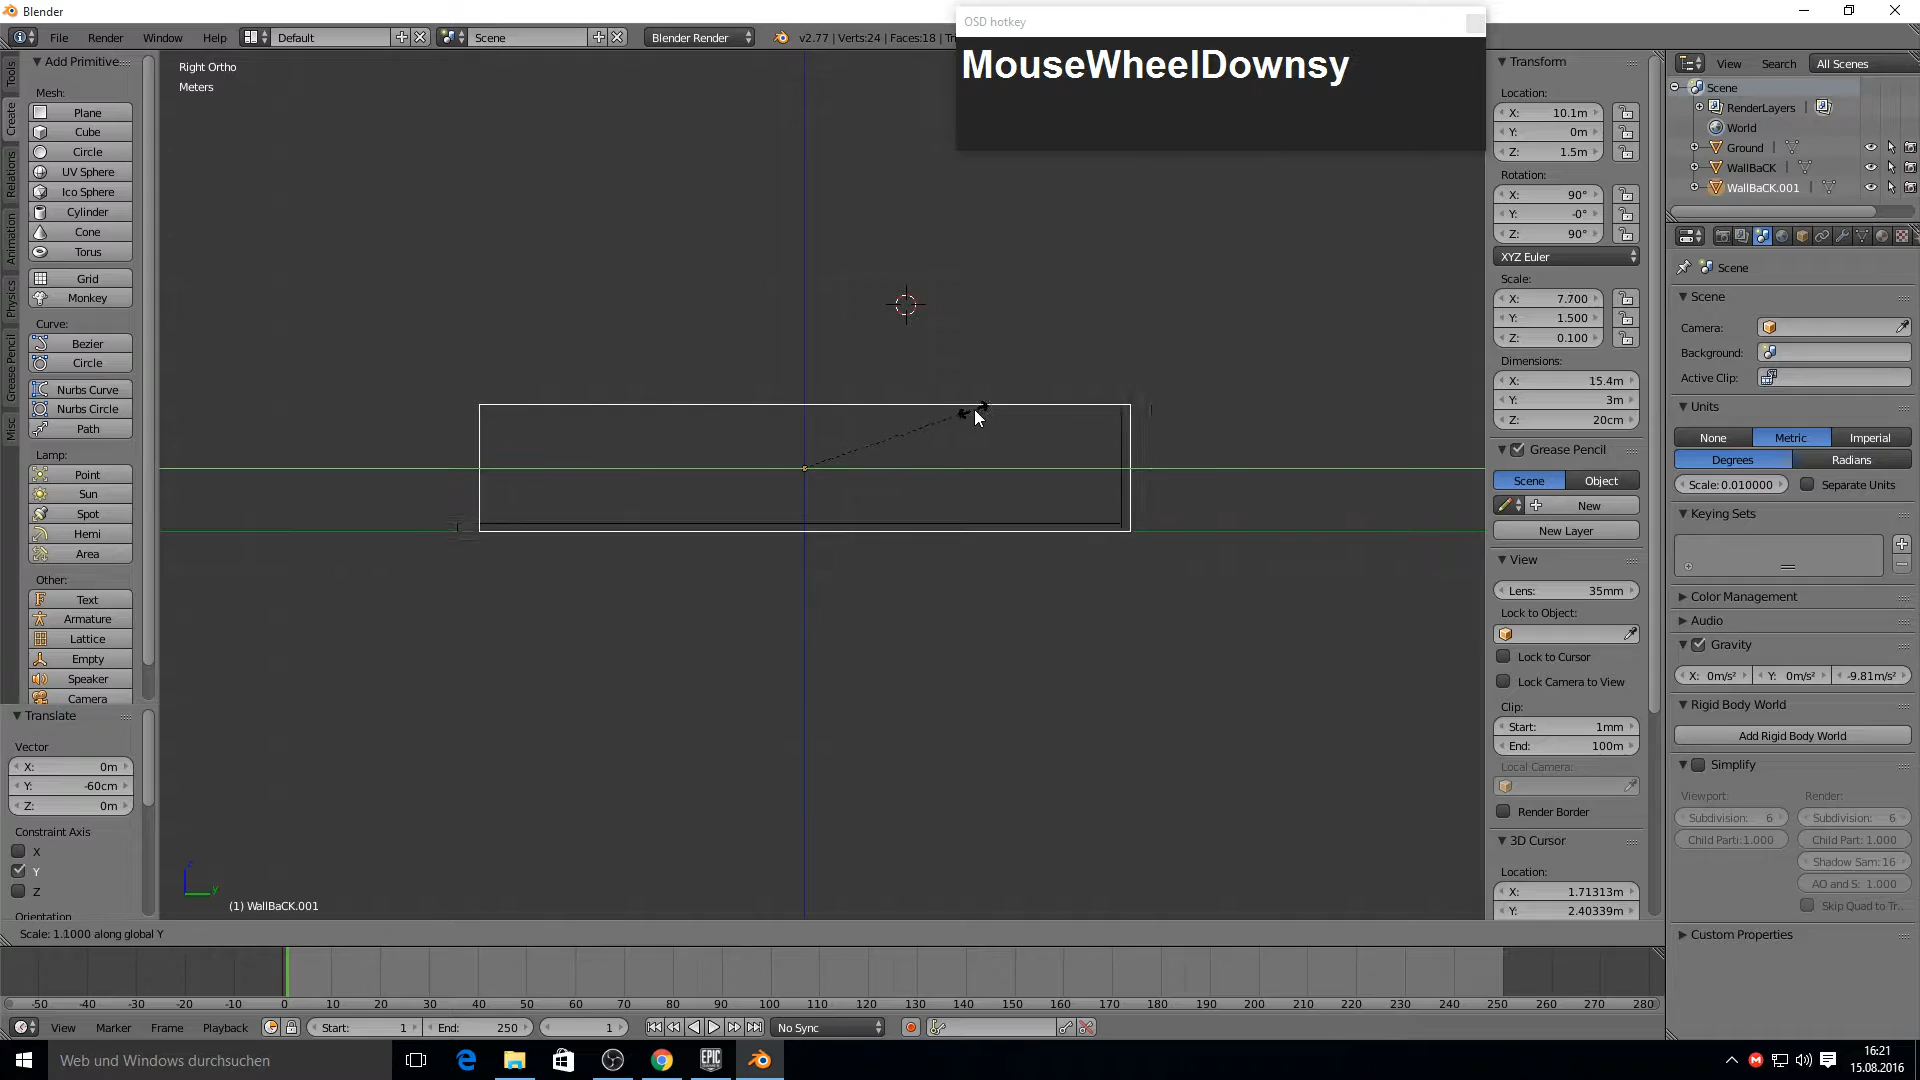 Blender
OSD hotkey
MouseWheelDownsy
File
Render
Window
Help
Default
Scene
Blender Render
v2.77 | Verts:24 | Faces:18 | Tr
Add Primitive
Mesh:
Plane
Cube
Circle
UV Sphere
Ico Sphere
Cylinder
Cone
Torus
Grid
Monkey
Curve:
Bezier
Circle
Nurbs Curve
Nurbs Circle
Path
Lamp:
Point
Sun
Spot
Hemi
Area
Other:
Text
Armature
Lattice
Empty
Speaker
Camera
Tools
Create
Relations
Animation
Physics
Grease Pencil
Misc
Translate
Vector
X: 0m
Y: -60cm
Z: 0m
Constraint Axis
X
Y
Z
Orientation
Right Ortho
Meters
z
y
(1) WallBaCK.001
Scale: 1.1000 along global Y
Transform
Location:
X: 10.1m
Y: 0m
Z: 1.5m
Rotation:
X: 90°
Y: -0°
Z: 90°
XYZ Euler
Scale:
X: 7.700
Y: 1.500
Z: 0.100
Dimensions:
X: 15.4m
Y: 3m
Z: 20cm
Grease Pencil
Scene
Object
New
New Layer
View
Lens: 35mm
Lock to Object:
Lock to Cursor
Lock Camera to View
Clip:
Start: 1mm
End: 100m
Local Camera:
Render Border
3D Cursor
Location:
X: 1.71313m
Y: 2.40339m
View
Search
All Scenes
Scene
RenderLayers
World
Ground
WallBaCK
WallBaCK.001
Scene
Scene
Camera:
Background:
Active Clip:
Units
None
Metric
Imperial
Degrees
Radians
Scale: 0.010000
Separate Units
Keying Sets
Color Management
Audio
Gravity
X: 0m/s²
Y: 0m/s²
-9.81m/s²
Rigid Body World
Add Rigid Body World
Simplify
Viewport:
Render:
Subdivision: 6
Subdivision: 6
Child Parti:1.000
Child Part: 1.000
Shadow Sam: 16
AO and S: 1.000
Skip Quad to Tr..
Custom Properties
-50 -40 -30 -20 -10 0 10 20 30 40 50 60 70 80 90 100 110 120 130 140 150 160 170 180 190 200 210 220 230 240 250 260 270 280
View
Marker
Frame
Playback
Start: 1
End: 250
1
No Sync
Web und Windows durchsuchen
EPIC
16:21
15.08.2016